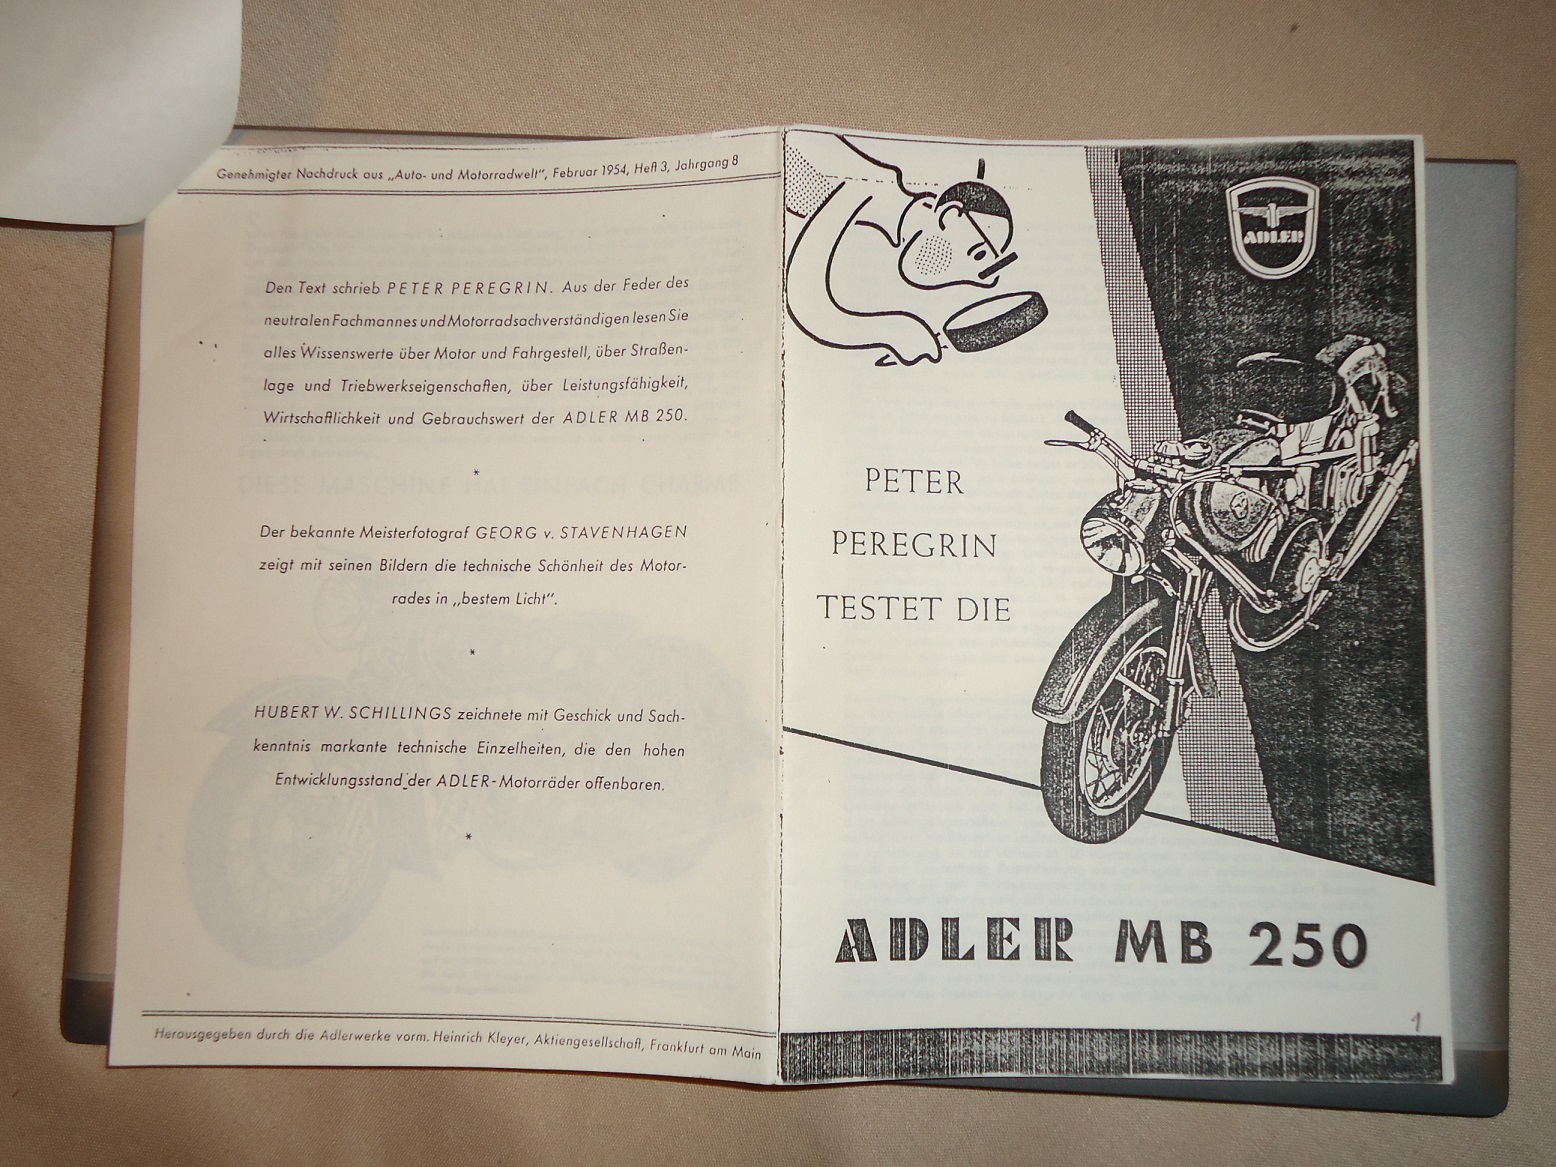 Genehmigter Nachdruck aus „Auto- und Motorradwelt“, Februar 1954, Heft 3, Jahrgang 8
Den Text schrieb PETER PEREGRIN. Aus der Feder des
neutralen Fachmannes und Motorradsachverständigen lesen Sie
alles Wissenswerte über Motor und Fahrgestell, über Straßen-
lage und Triebwerkseigenschaften, über Leistungsfähigkeit,
Wirtschaftlichkeit und Gebrauchswert der ADLER MB 250.
*
Der bekannte Meisterfotograf GEORG v. STAVENHAGEN
zeigt mit seinen Bildern die technische Schönheit des Motor-
rades in „bestem Licht“.
*
HUBERT W. SCHILLINGS zeichnete mit Geschick und Sach-
kenntnis markante technische Einzelheiten, die den hohen
Entwicklungsstand der ADLER-Motorräder offenbaren.
*
Herausgegeben durch die Adlerwerke vorm. Heinrich Kleyer, Aktiengesellschaft, Frankfurt am Main
ADLER
PETER
PEREGRIN
TESTET DIE
ADLER MB 250
1
DIESE MASCHINE HAT EINFACH CHARME